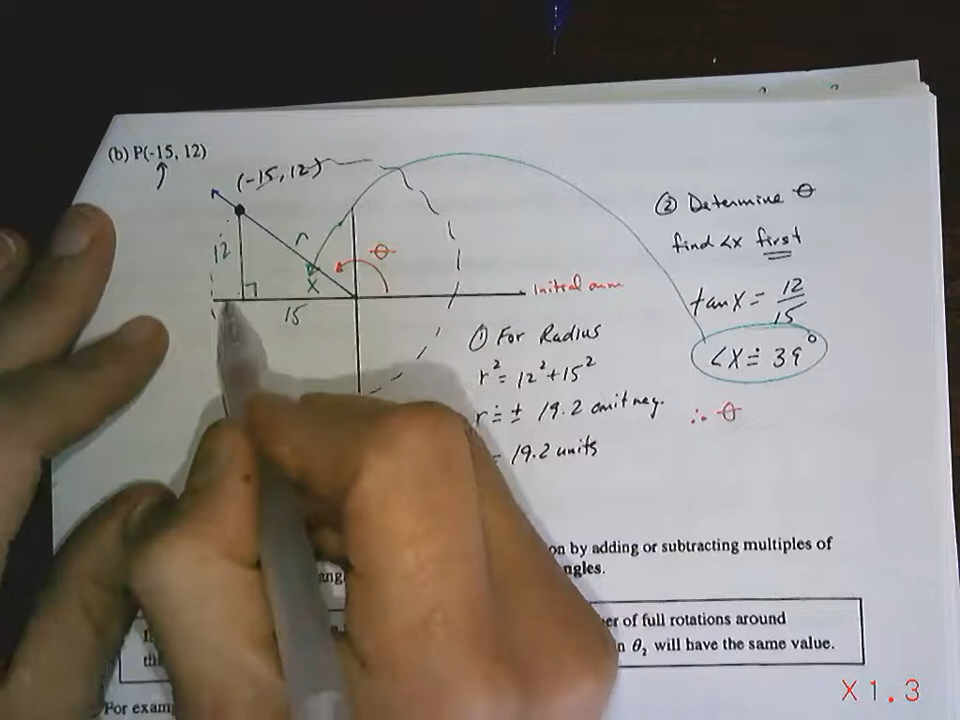 (b) P(-15, 12)
(-15, 12)
12
r
θ
x
15
Initial arm
① For Radius
r² = 12² + 15²
r ≐ ± 19.2 omit neg.
= 19.2 units
② Determine θ
find <x first
tan x = 12/15
<x ≐ 39°
∴ θ
on by adding or subtracting multiples of
angles.
er of full rotations around
n θ₂ will have the same value.
For exam
X1.3